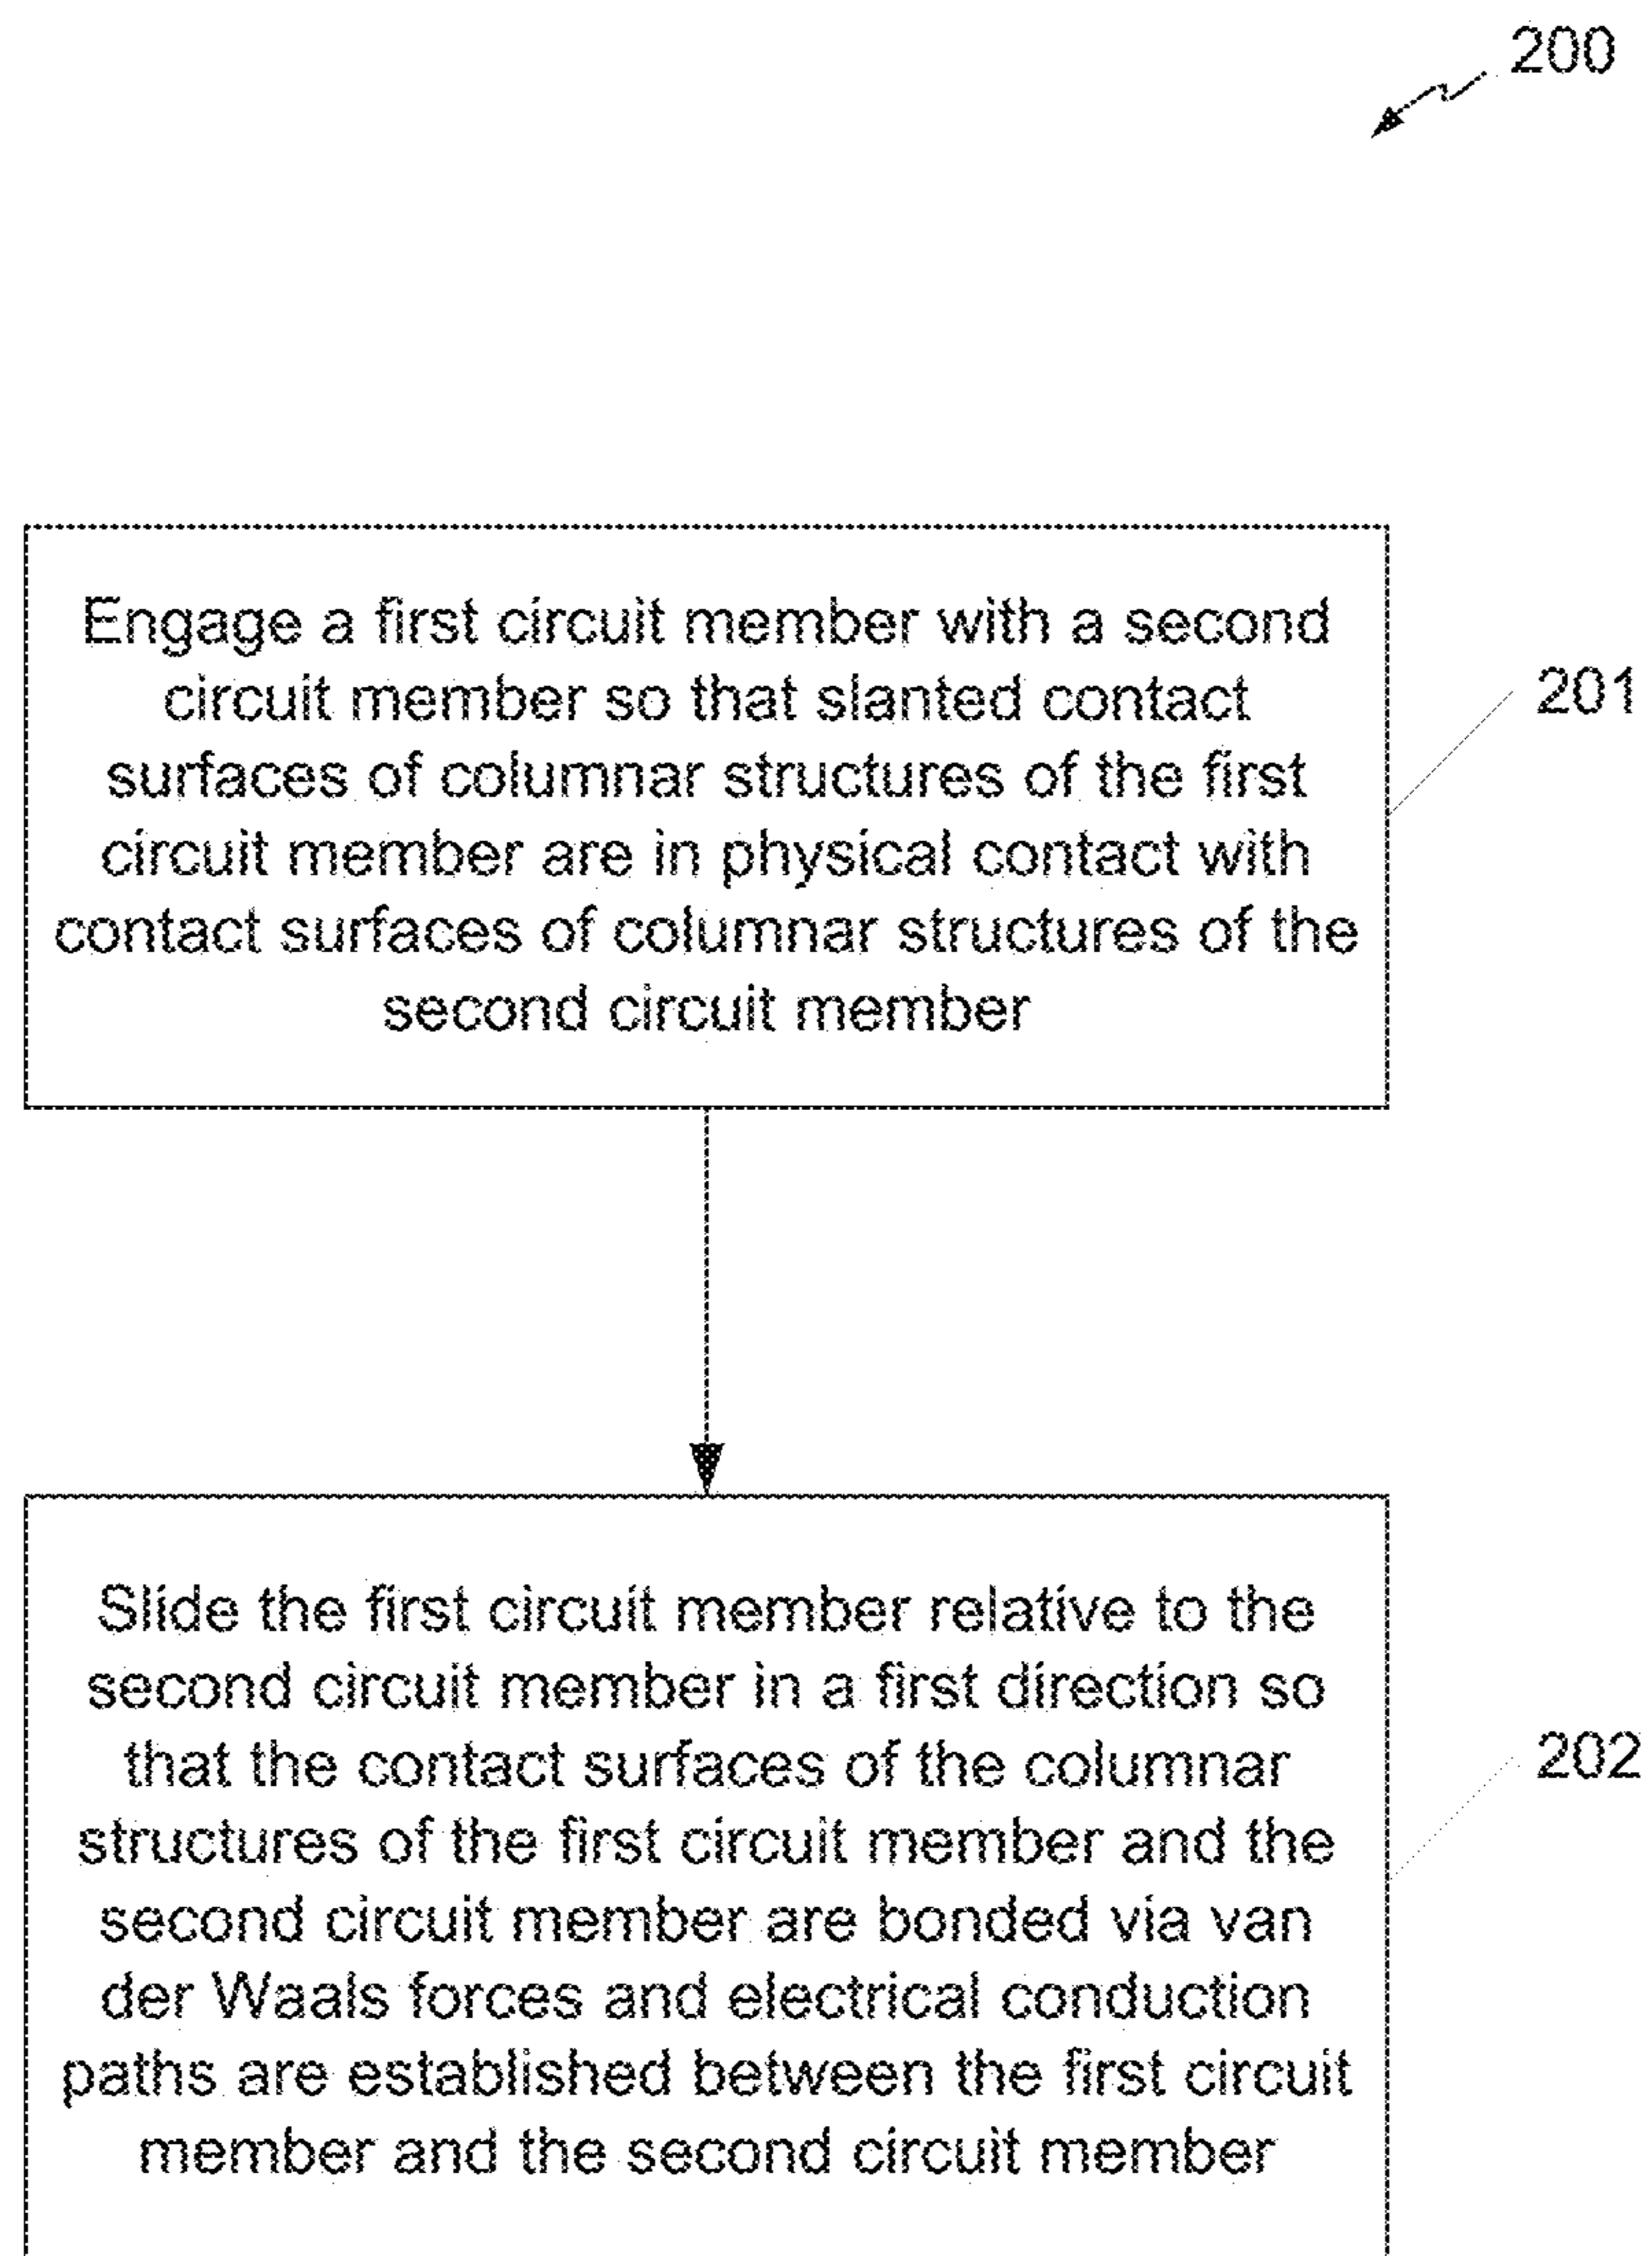 200
Engage a first circuit member with a second
circuit member so that slanted contact
surfaces of columnar structures of the first
circuit member are in physical contact with
contact surfaces of columnar structures of the
second circuit member
201
Slide the first circuit member relative to the
second circuit member in a first direction so
that the contact surfaces of the columnar
structures of the first circuit member and the
second circuit member are bonded via van
der Waals forces and electrical conduction
paths are established between the first circuit
member and the second circuit member
202